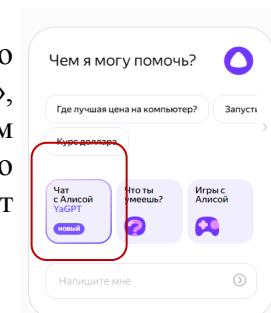 о
»,
м
о
т
Чем я могу помочь?
Где лучшая цена на компьютер?
Запусти
Курс доллара
Чат
с Алисой
YaGPT
новый
Что ты
умеешь?
Игры с
Алисой
Напишите мне